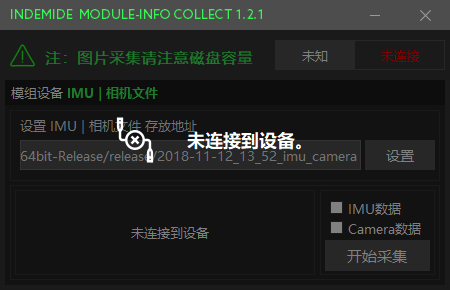 INDEMIDE MODULE-INFO COLLECT 1.2.1
注：图片采集请注意磁盘容量
未知
未连接
模组设备 IMU | 相机文件
设置 IMU | 相机文件 存放地址
未连接到设备。
64bit-Release/release/2018-11-12_13_52_imu_camera
设置
未连接到设备
IMU数据
Camera数据
开始采集